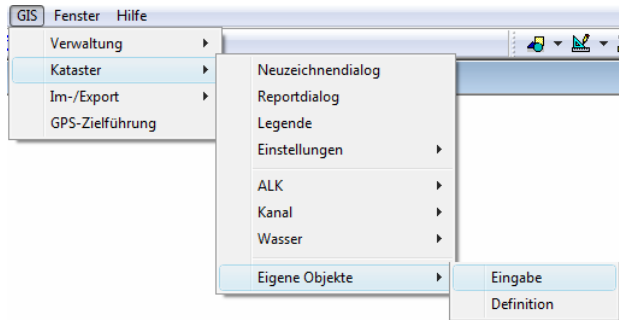 GIS Fenster Hilfe
Verwaltung
Kataster
Im-/Export
GPS-Zielführung
Neuzeichnendialog
Reportdialog
Legende
Einstellungen
ALK
Kanal
Wasser
Eigene Objekte
Eingabe
Definition